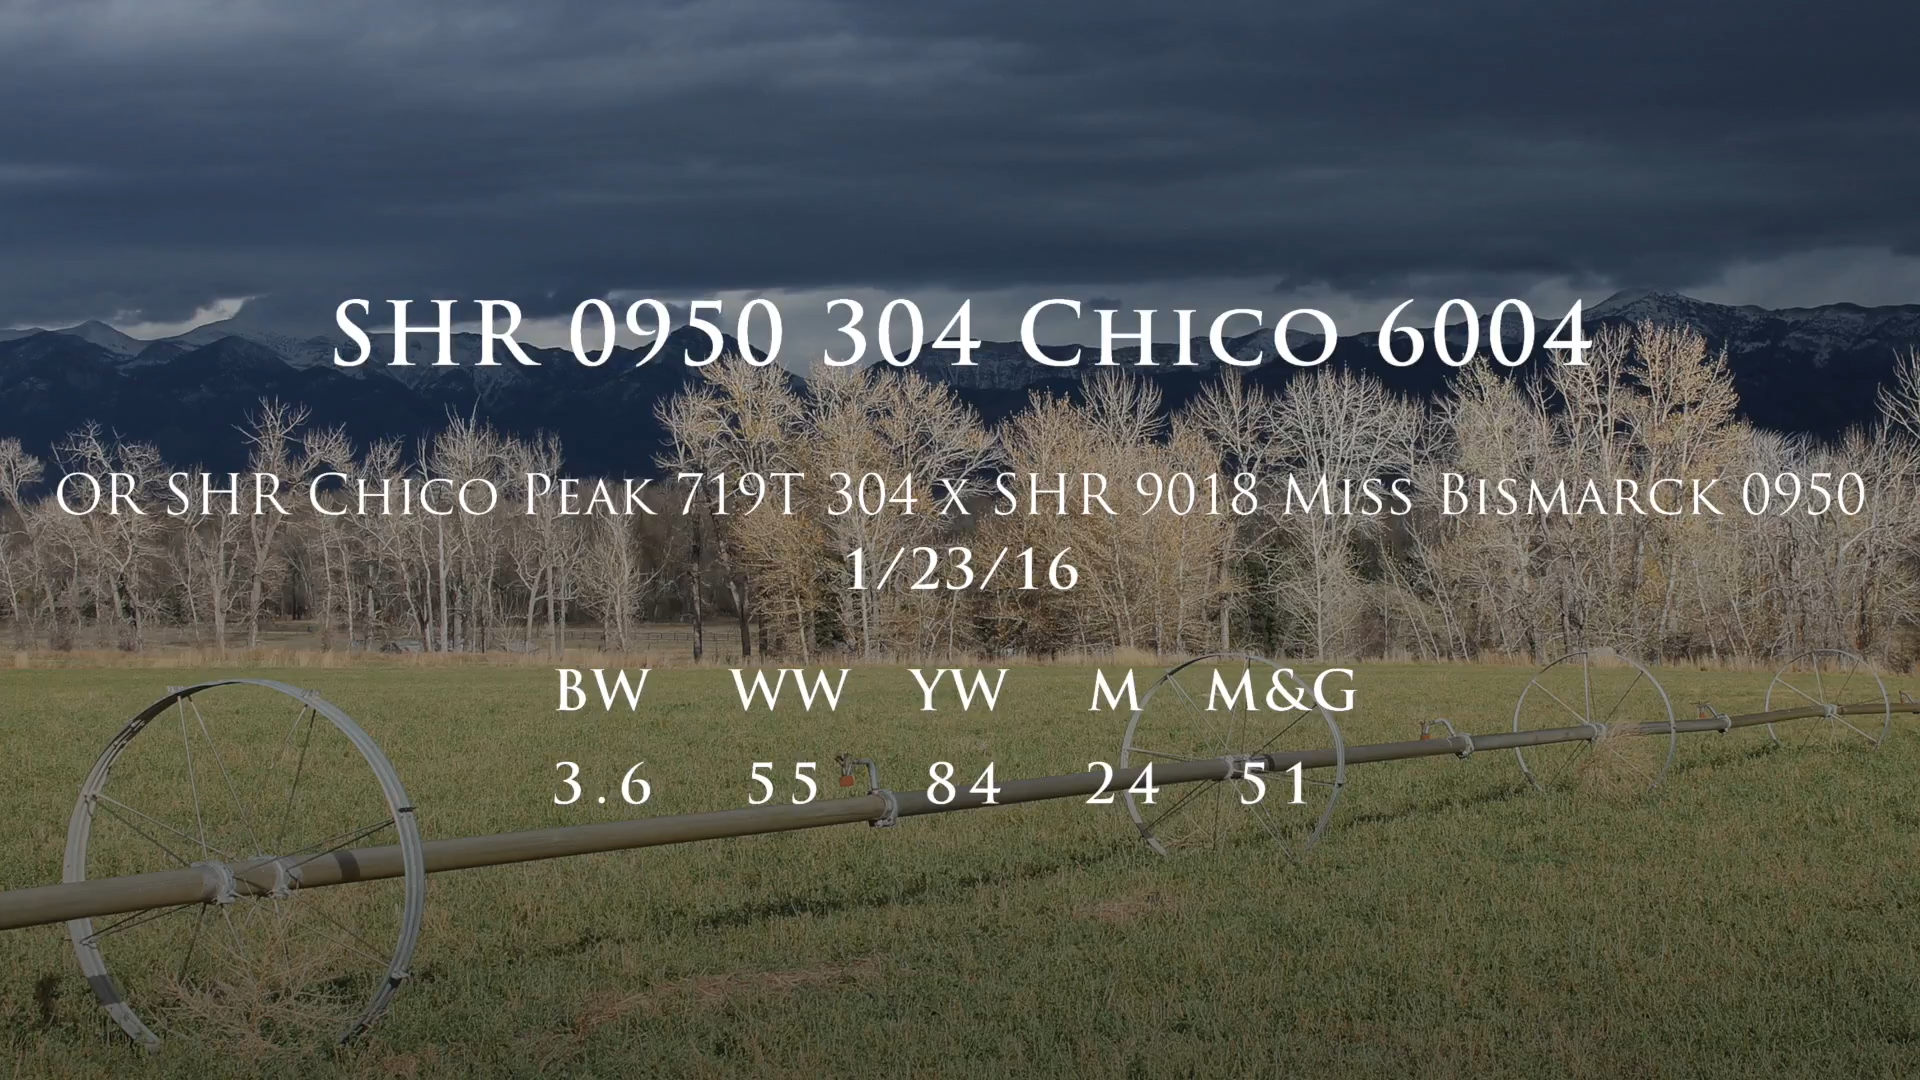 SHR 0950 304 Chico 6004
OR SHR Chico Peak 719T 304 x SHR 9018 Miss Bismarck 0950
1/23/16
BW WW YW M M&G
3.6 55 84 24 51